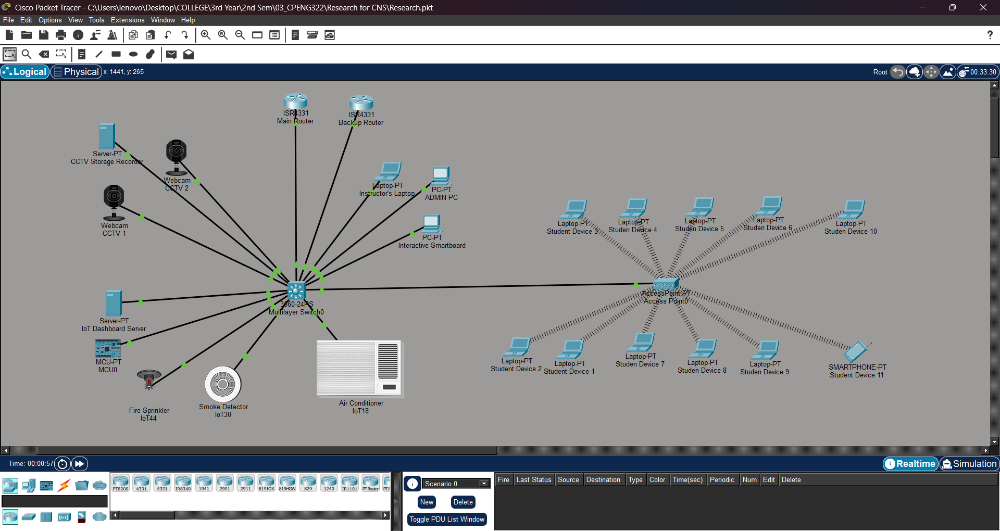 Cisco Packet Tracer - C:\Users\lenovo\Desktop\COLLEGE\3rd Year\2nd Sem\03_CPENG322\Research for CNS\Research.pkt
File Edit Options View Tools Extensions Window Help
Logical Physical x: 1441, y: 265 Root 00:33:30
ISR4331
Main Router
ISR4331
Backup Router
Server-PT
CCTV Storage Recorder
Webcam
CCTV 2
Laptop-PT
Instructor's Laptop
PC-PT
ADMIN PC
Webcam
CCTV 1
PC-PT
Interactive Smartboard
Laptop-PT
Student Device 3
Laptop-PT
Studen Device 4
Laptop-PT
Studen Device 5
Laptop-PT
Studen Device 6
Laptop-PT
Studen Device 10
3560-24PS
Multilayer Switch0
AccessPoint-PT
Access Point0
Server-PT
IoT Dashboard Server
MCU-PT
MCU0
Fire Sprinkler
IoT44
Smoke Detector
IoT30
Air Conditioner
IoT18
Laptop-PT
Student Device 2
Laptop-PT
Student Device 1
Laptop-PT
Studen Device 7
Laptop-PT
Studen Device 8
Laptop-PT
Studen Device 9
SMARTPHONE-PT
Student Device 11
Time: 00:00:57 Realtime Simulation
PT8200 4331 4321 IR8340 1941 2901 2911 819IOX 819HGW 829 1240 IR1101 PT-Router
Scenario 0
New Delete
Toggle PDU List Window
Fire Last Status Source Destination Type Color Time(sec) Periodic Num Edit Delete